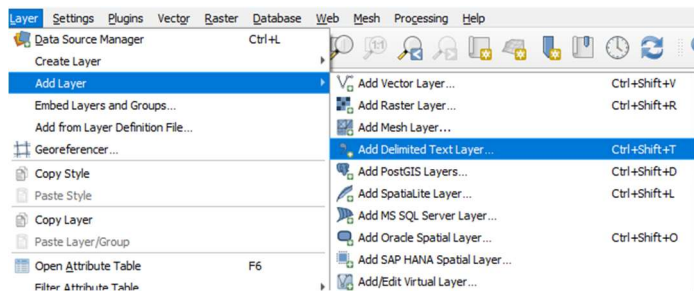 Layer Settings Plugins Vector Raster Database Web Mesh Processing Help
Data Source Manager Ctrl+L
Create Layer
Add Layer
Embed Layers and Groups...
Add from Layer Definition File...
Georeferencer...
Copy Style
Paste Style
Copy Layer
Paste Layer/Group
Open Attribute Table F6
Filter Attribute Table
1:1
Add Vector Layer... Ctrl+Shift+V
Add Raster Layer... Ctrl+Shift+R
Add Mesh Layer...
Add Delimited Text Layer... Ctrl+Shift+T
Add PostGIS Layers... Ctrl+Shift+D
Add SpatiaLite Layer... Ctrl+Shift+L
Add MS SQL Server Layer...
Add Oracle Spatial Layer... Ctrl+Shift+O
Add SAP HANA Spatial Layer...
Add/Edit Virtual Layer...